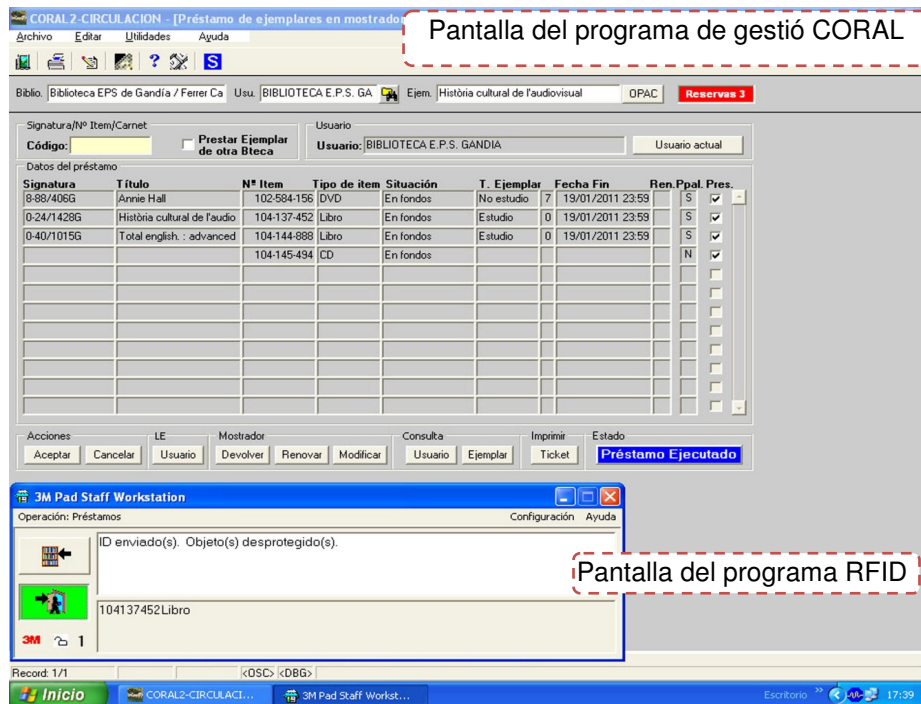 CORAL2-CIRCULACION - [Préstamo de ejemplares en mostrador
Pantalla del programa de gestió CORAL
Archivo Editar Utilidades Ayuda
? S
Biblio. Biblioteca EPS de Gandía / Ferrer Ca Usu. BIBLIOTECA E.P.S. GA Ejem. Història cultural de l'audiovisual OPAC Reservas 3
Signatura/Nº Item/Carnet Usuario
Código: Prestar Ejemplar de otra Bteca Usuario: BIBLIOTECA E.P.S. GANDIA Usuario actual
Datos del préstamo
Signatura Título Nº Item Tipo de item Situación T. Ejemplar Fecha Fin Ren. Ppal. Pres.
8-88/406G Annie Hall 102-584-156 DVD En fondos No estudio 7 19/01/2011 23:59 S
0-24/1428G Història cultural de l'audio 104-137-452 Libro En fondos Estudio 0 19/01/2011 23:59 S
0-40/1015G Total english. : advanced 104-144-888 Libro En fondos Estudio 0 19/01/2011 23:59 S
104-145-494 CD En fondos N
Acciones LE Mostrador Consulta Imprimir Estado
Aceptar Cancelar Usuario Devolver Renovar Modificar Usuario Ejemplar Ticket Préstamo Ejecutado
3M Pad Staff Workstation
Operación: Préstamos Configuración Ayuda
ID enviado(s). Objeto(s) desprotegido(s).
Pantalla del programa RFID
104137452Libro
3M 1
Record: 1/1 <OSC> <DBG>
Inicio CORAL2-CIRCULACI... 3M Pad Staff Workst... Escritorio » 17:39